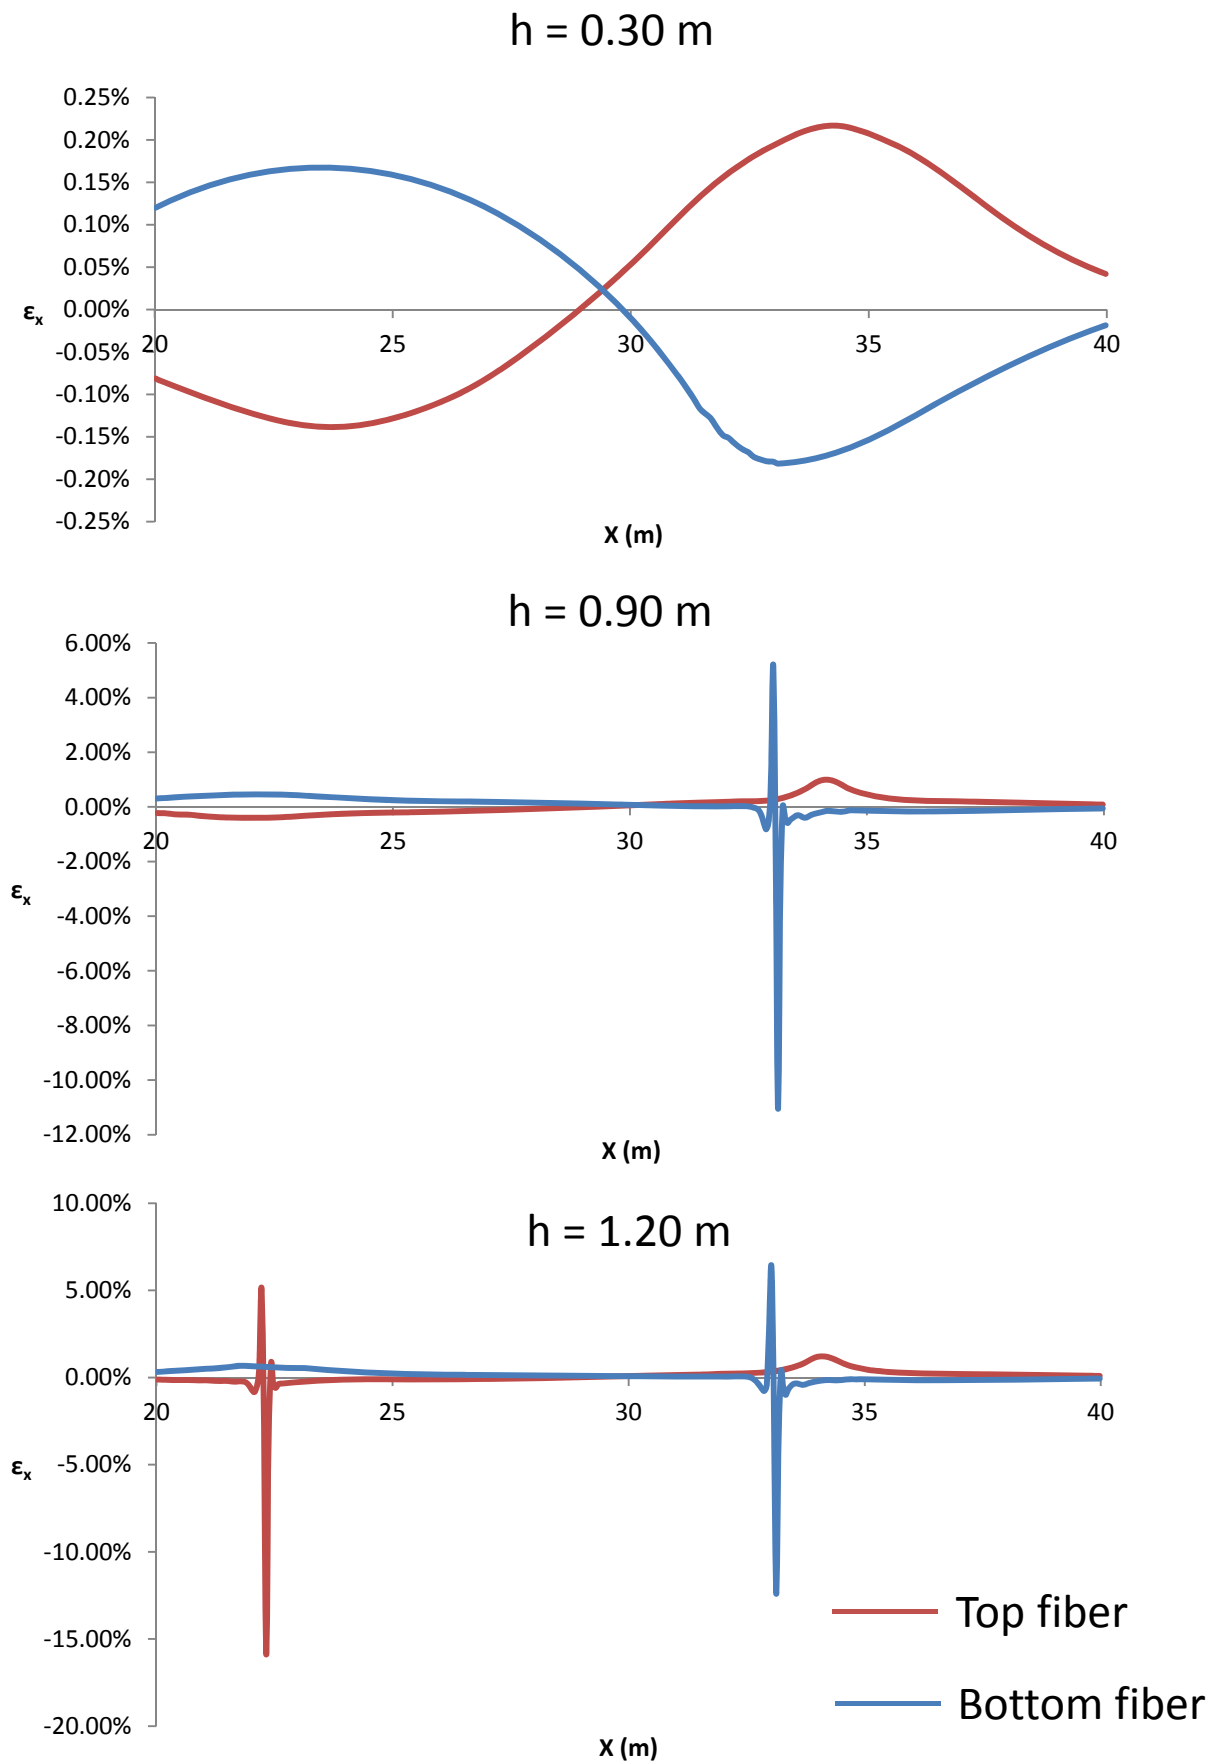 h = 0.30 m
0.25%
0.20%
0.15%
0.10%
0.05%
0.00%
-0.05%
-0.10%
-0.15%
-0.20%
-0.25%
εx
20 25 30 35 40
X (m)
h = 0.90 m
6.00%
4.00%
2.00%
0.00%
-2.00%
-4.00%
-6.00%
-8.00%
-10.00%
-12.00%
εx
20 25 30 35 40
X (m)
h = 1.20 m
10.00%
5.00%
0.00%
-5.00%
-10.00%
-15.00%
-20.00%
εx
20 25 30 35 40
X (m)
Top fiber
Bottom fiber